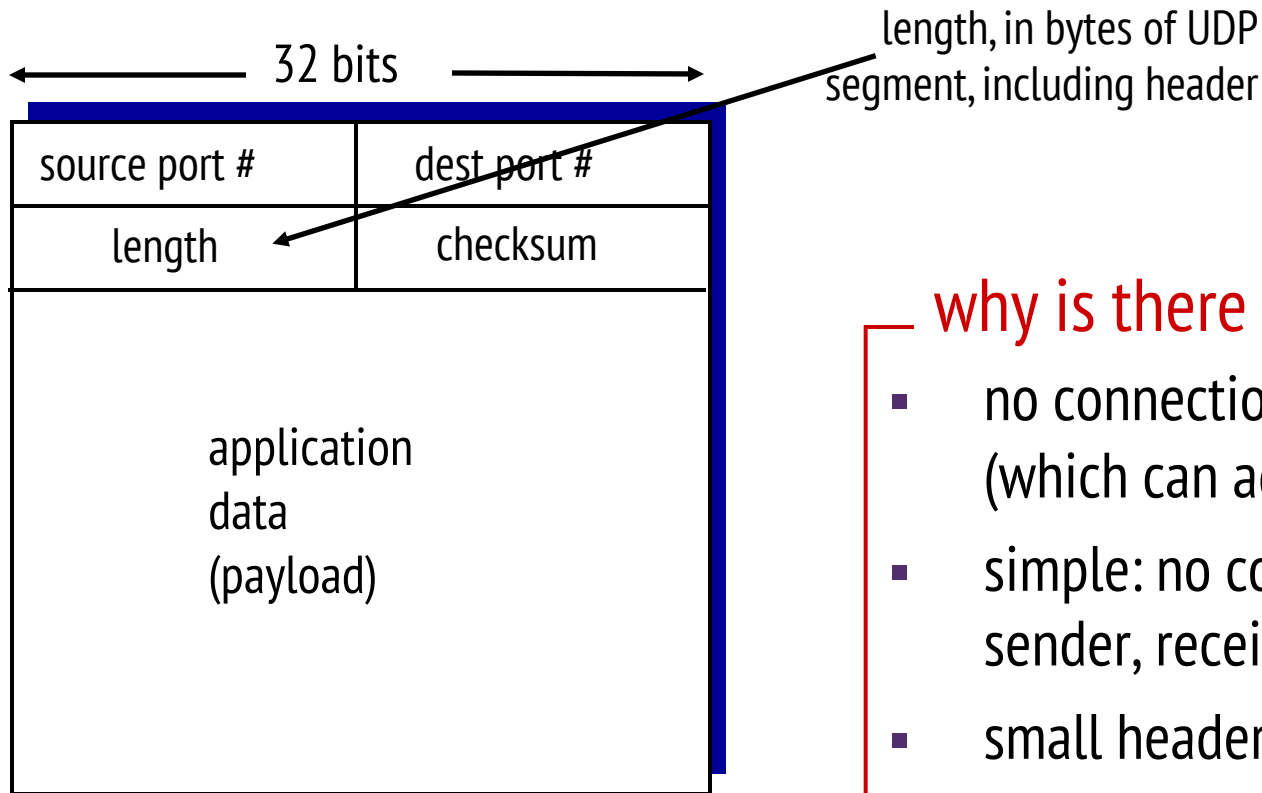 length, in bytes of UDP
segment, including header
32 bits
source port #
dest port #
length
checksum
application
data
(payload)
why is there
no connectio
(which can a
simple: no co
sender, recei
small header